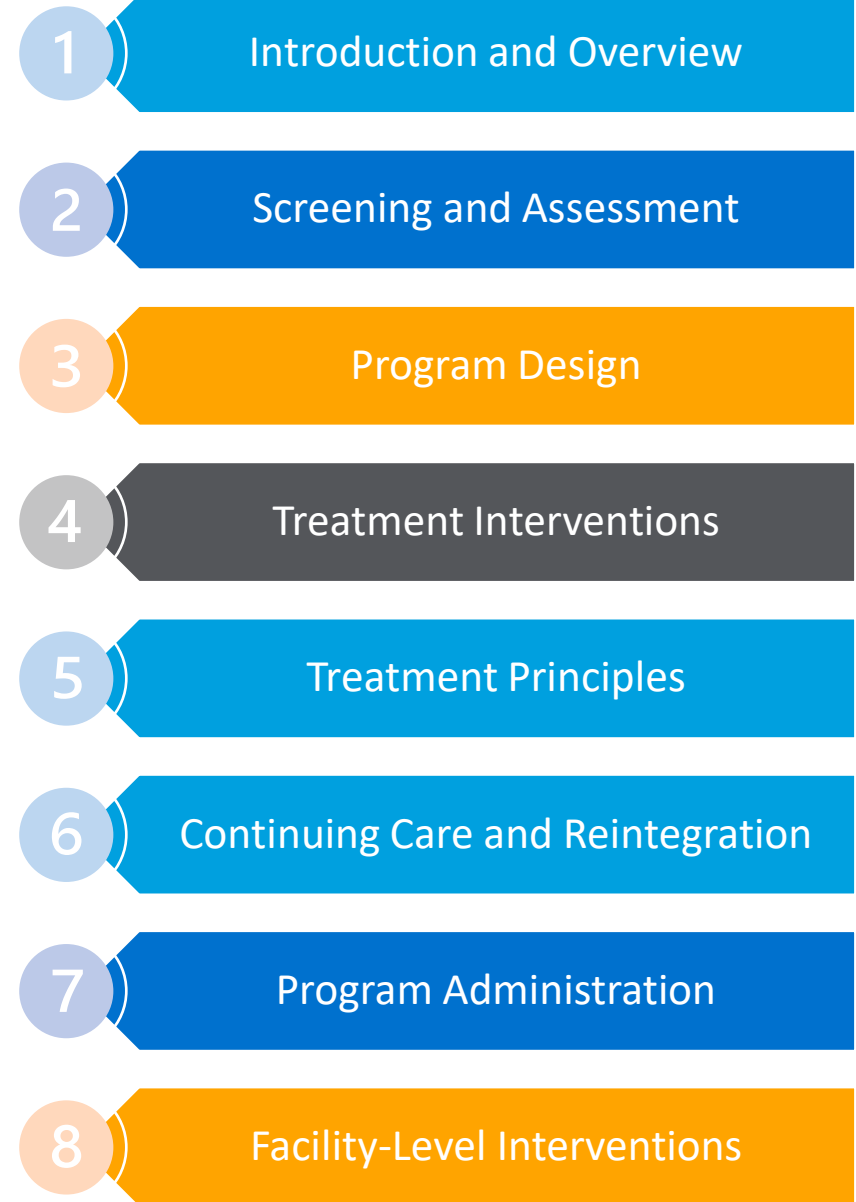 1 Introduction and Overview
2 Screening and Assessment
3 Program Design
4 Treatment Interventions
5 Treatment Principles
6 Continuing Care and Reintegration
7 Program Administration
8 Facility-Level Interventions